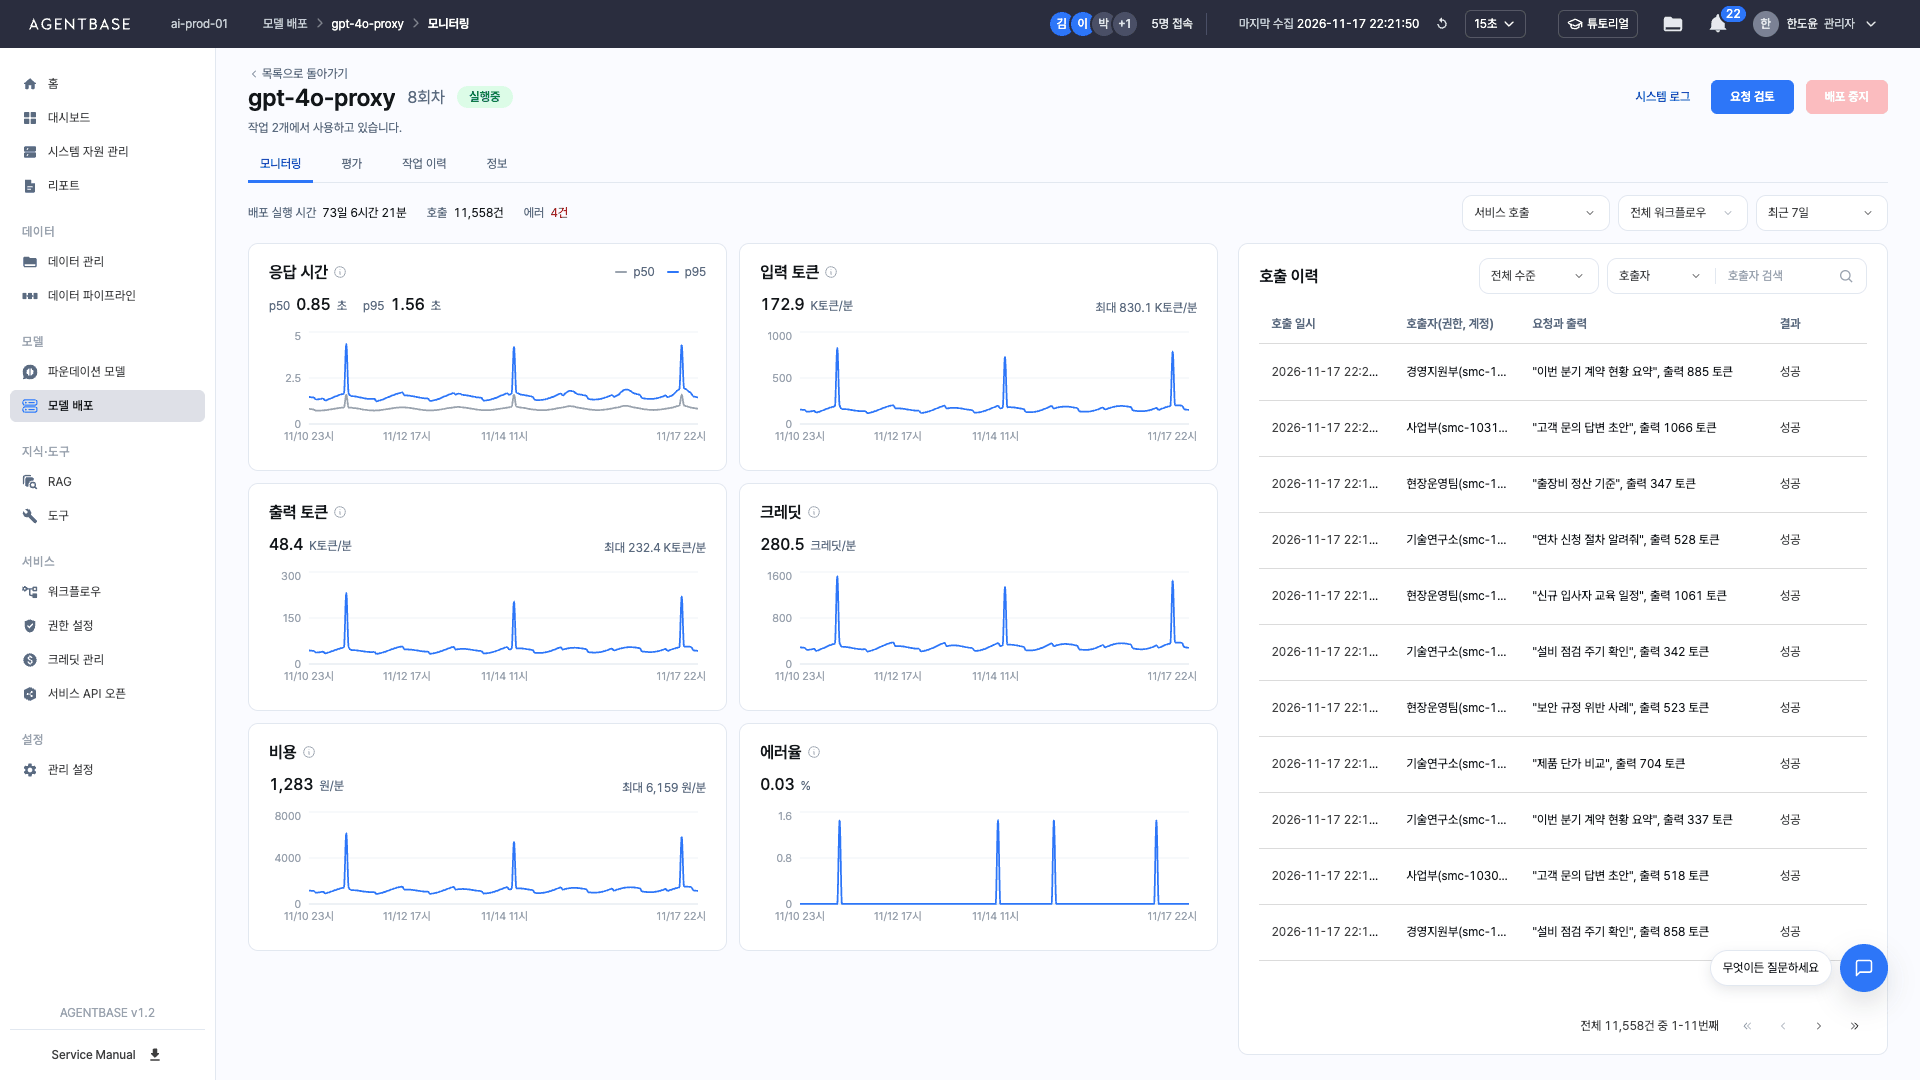 AGENTBASE
ai-prod-01
모델 배포 > gpt-4o-proxy > 모니터링
김 이 박 +1 5명 접속
마지막 수집 2026-11-17 22:21:50
15초
튜토리얼
22
한 한도윤 관리자
홈
대시보드
시스템 자원 관리
리포트
데이터
데이터 관리
데이터 파이프라인
모델
파운데이션 모델
모델 배포
지식·도구
RAG
도구
서비스
워크플로우
권한 설정
크레딧 관리
서비스 API 오픈
설정
관리 설정
AGENTBASE v1.2
Service Manual
목록으로 돌아가기
gpt-4o-proxy 8회차 실행중
작업 2개에서 사용하고 있습니다.
시스템 로그 요청 검토 배포 중지
모니터링 평가 작업 이력 정보
배포 실행 시간 73일 6시간 21분 호출 11,558건 에러 4건
서비스 호출 전체 워크플로우 최근 7일
응답 시간 p50 p95
p50 0.85 초 p95 1.56 초
5
2.5
0
11/10 23시 11/12 17시 11/14 11시 11/17 22시
입력 토큰
172.9 K토큰/분 최대 830.1 K토큰/분
1000
500
0
11/10 23시 11/12 17시 11/14 11시 11/17 22시
출력 토큰
48.4 K토큰/분 최대 232.4 K토큰/분
300
150
0
11/10 23시 11/12 17시 11/14 11시 11/17 22시
크레딧
280.5 크레딧/분
1600
800
0
11/10 23시 11/12 17시 11/14 11시 11/17 22시
비용
1,283 원/분 최대 6,159 원/분
8000
4000
0
11/10 23시 11/12 17시 11/14 11시 11/17 22시
에러율
0.03 %
1.6
0.8
0
11/10 23시 11/12 17시 11/14 11시 11/17 22시
호출 이력 전체 수준 호출자 호출자 검색
호출 일시 호출자(권한, 계정) 요청과 출력 결과
2026-11-17 22:2... 경영지원부(smc-1... "이번 분기 계약 현황 요약", 출력 885 토큰 성공
2026-11-17 22:2... 사업부(smc-1031... "고객 문의 답변 초안", 출력 1066 토큰 성공
2026-11-17 22:1... 현장운영팀(smc-1... "출장비 정산 기준", 출력 347 토큰 성공
2026-11-17 22:1... 기술연구소(smc-1... "연차 신청 절차 알려줘", 출력 528 토큰 성공
2026-11-17 22:1... 현장운영팀(smc-1... "신규 입사자 교육 일정", 출력 1061 토큰 성공
2026-11-17 22:1... 기술연구소(smc-1... "설비 점검 주기 확인", 출력 342 토큰 성공
2026-11-17 22:1... 현장운영팀(smc-1... "보안 규정 위반 사례", 출력 523 토큰 성공
2026-11-17 22:1... 기술연구소(smc-1... "제품 단가 비교", 출력 704 토큰 성공
2026-11-17 22:1... 기술연구소(smc-1... "이번 분기 계약 현황 요약", 출력 337 토큰 성공
2026-11-17 22:1... 사업부(smc-1030... "고객 문의 답변 초안", 출력 518 토큰 성공
2026-11-17 22:1... 경영지원부(smc-1... "설비 점검 주기 확인", 출력 858 토큰 성공
무엇이든 질문하세요
전체 11,558건 중 1-11번째